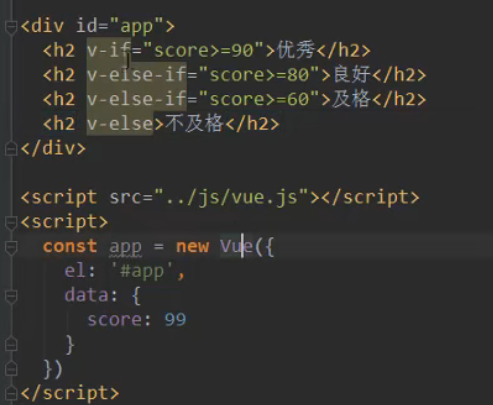 <div id="app">
<h2 v-if="score>=90">优秀</h2>
<h2 v-else-if="score>=80">良好</h2>
<h2 v-else-if="score>=60">及格</h2>
<h2 v-else>不及格</h2>
</div>
<script src="../js/vue.js"></script>
<script>
const app = new Vue({
el: '#app',
data: {
score: 99
}
})
</script>